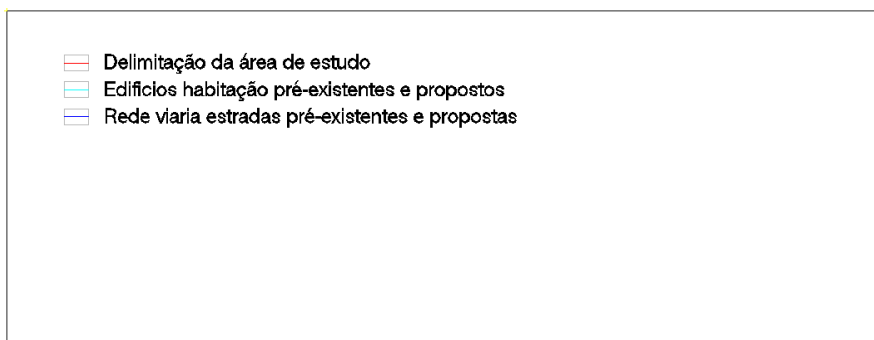 Delimitação da área de estudo
Edificios habitação pré-existentes e propostos
Rede viaria estradas pré-existentes e propostas